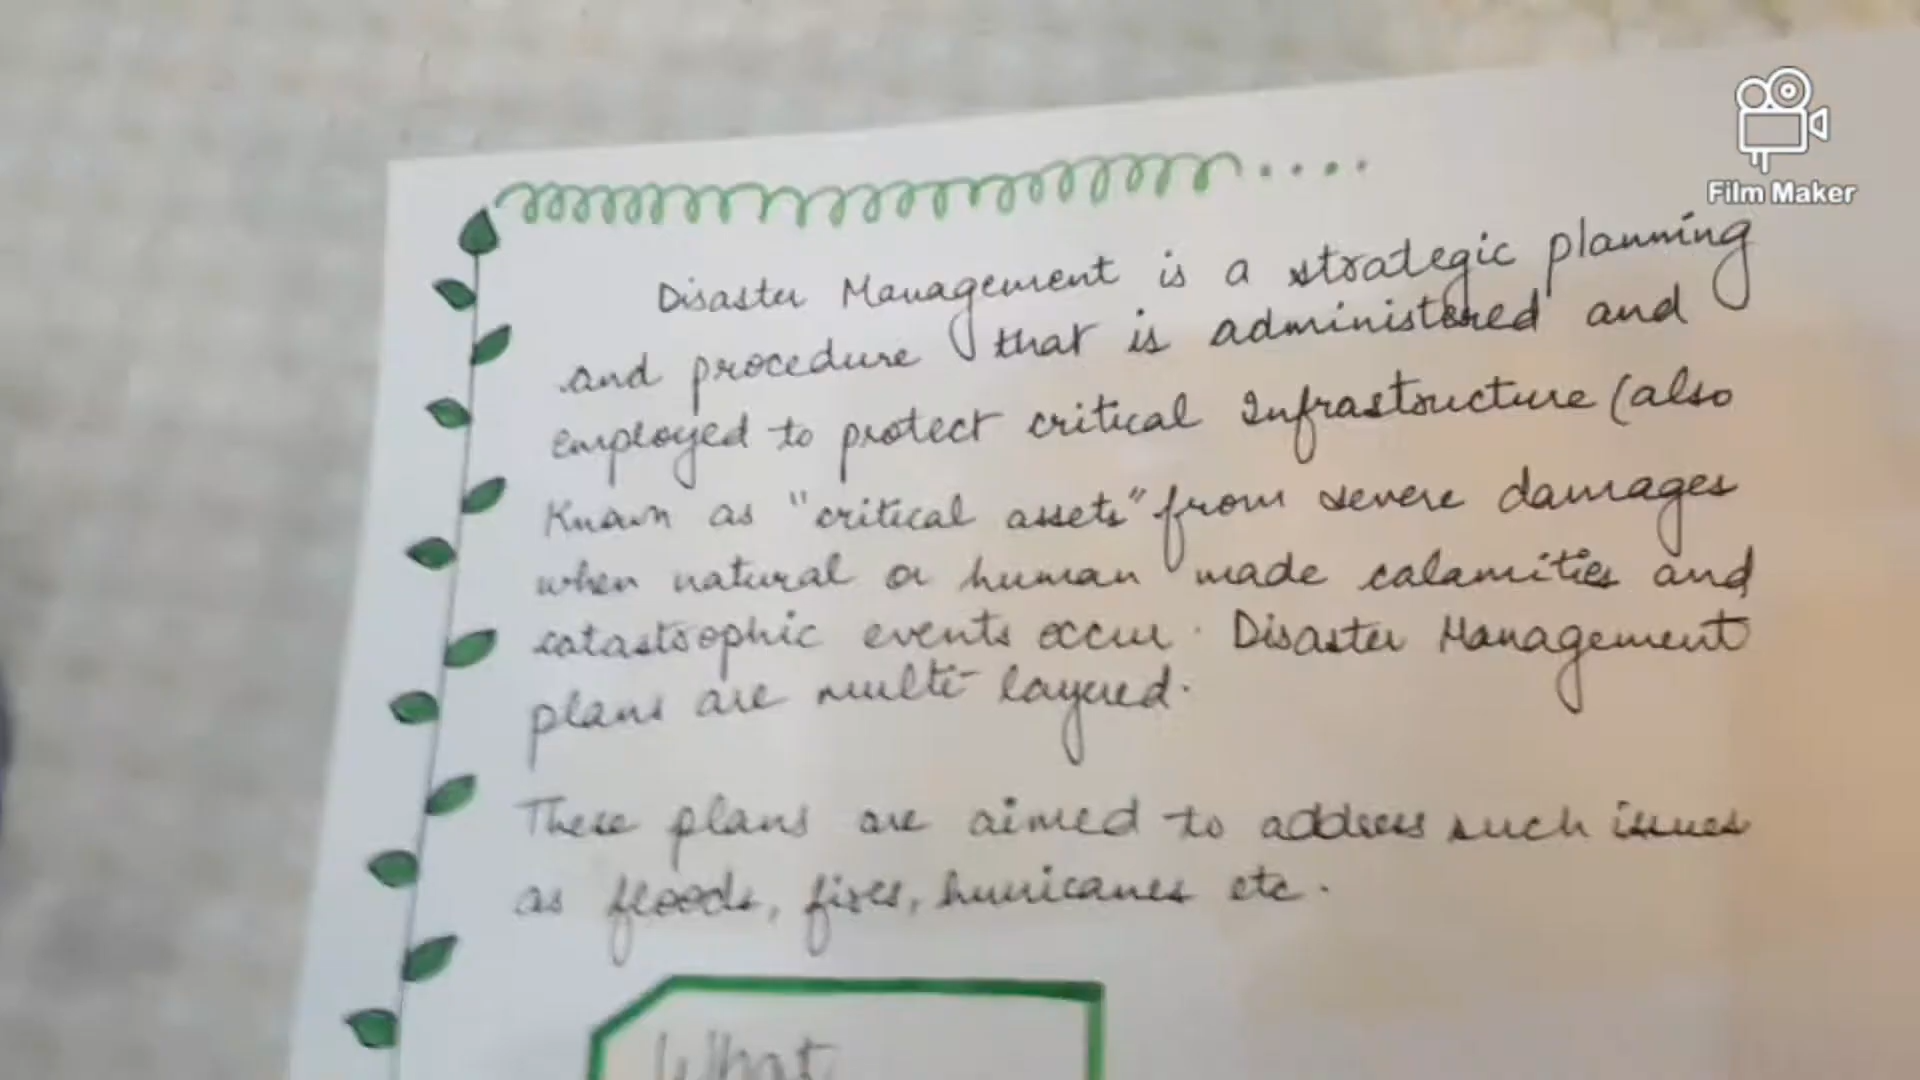 Film Maker
Disaster Management is a strategic planning
and procedure that is administered and
employed to protect critical Infrastructure (also
Known as "critical assets" from severe damages
when natural or human made calamities and
catastrophic events occur. Disaster Management
plans are multi-layered.
These plans are aimed to address such issues
as floods, fires, hurricanes etc.
What